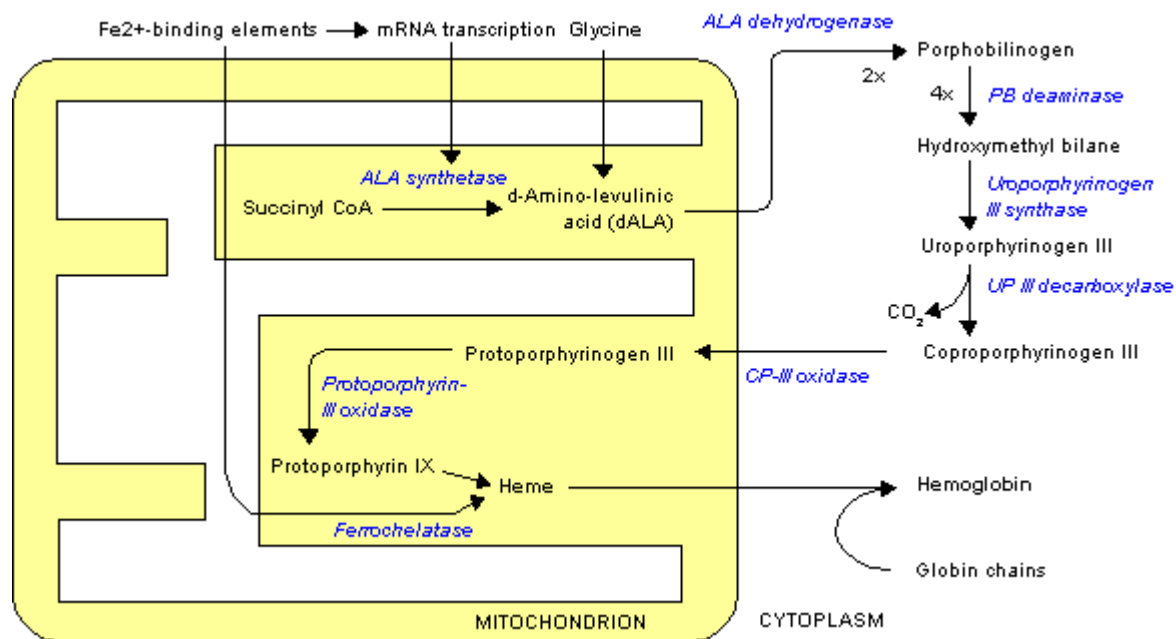 ALA dehydrogenase
Fe2+-binding elements
mRNA transcription
Glycine
Porphobilinogen
2x
4x
PB deaminase
Hydroxymethyl bilane
ALA synthetase
Succinyl CoA
d-Amino-levulinic
acid (dALA)
Uroporphyrinogen
III synthase
Uroporphyrinogen III
UP III decarboxylase
CO2
Protoporphyrinogen III
Coproporphyrinogen III
CP-III oxidase
Protoporphyrin-
III oxidase
Protoporphyrin IX
Heme
Hemoglobin
Ferrochelatase
Globin chains
MITOCHONDRION
CYTOPLASM